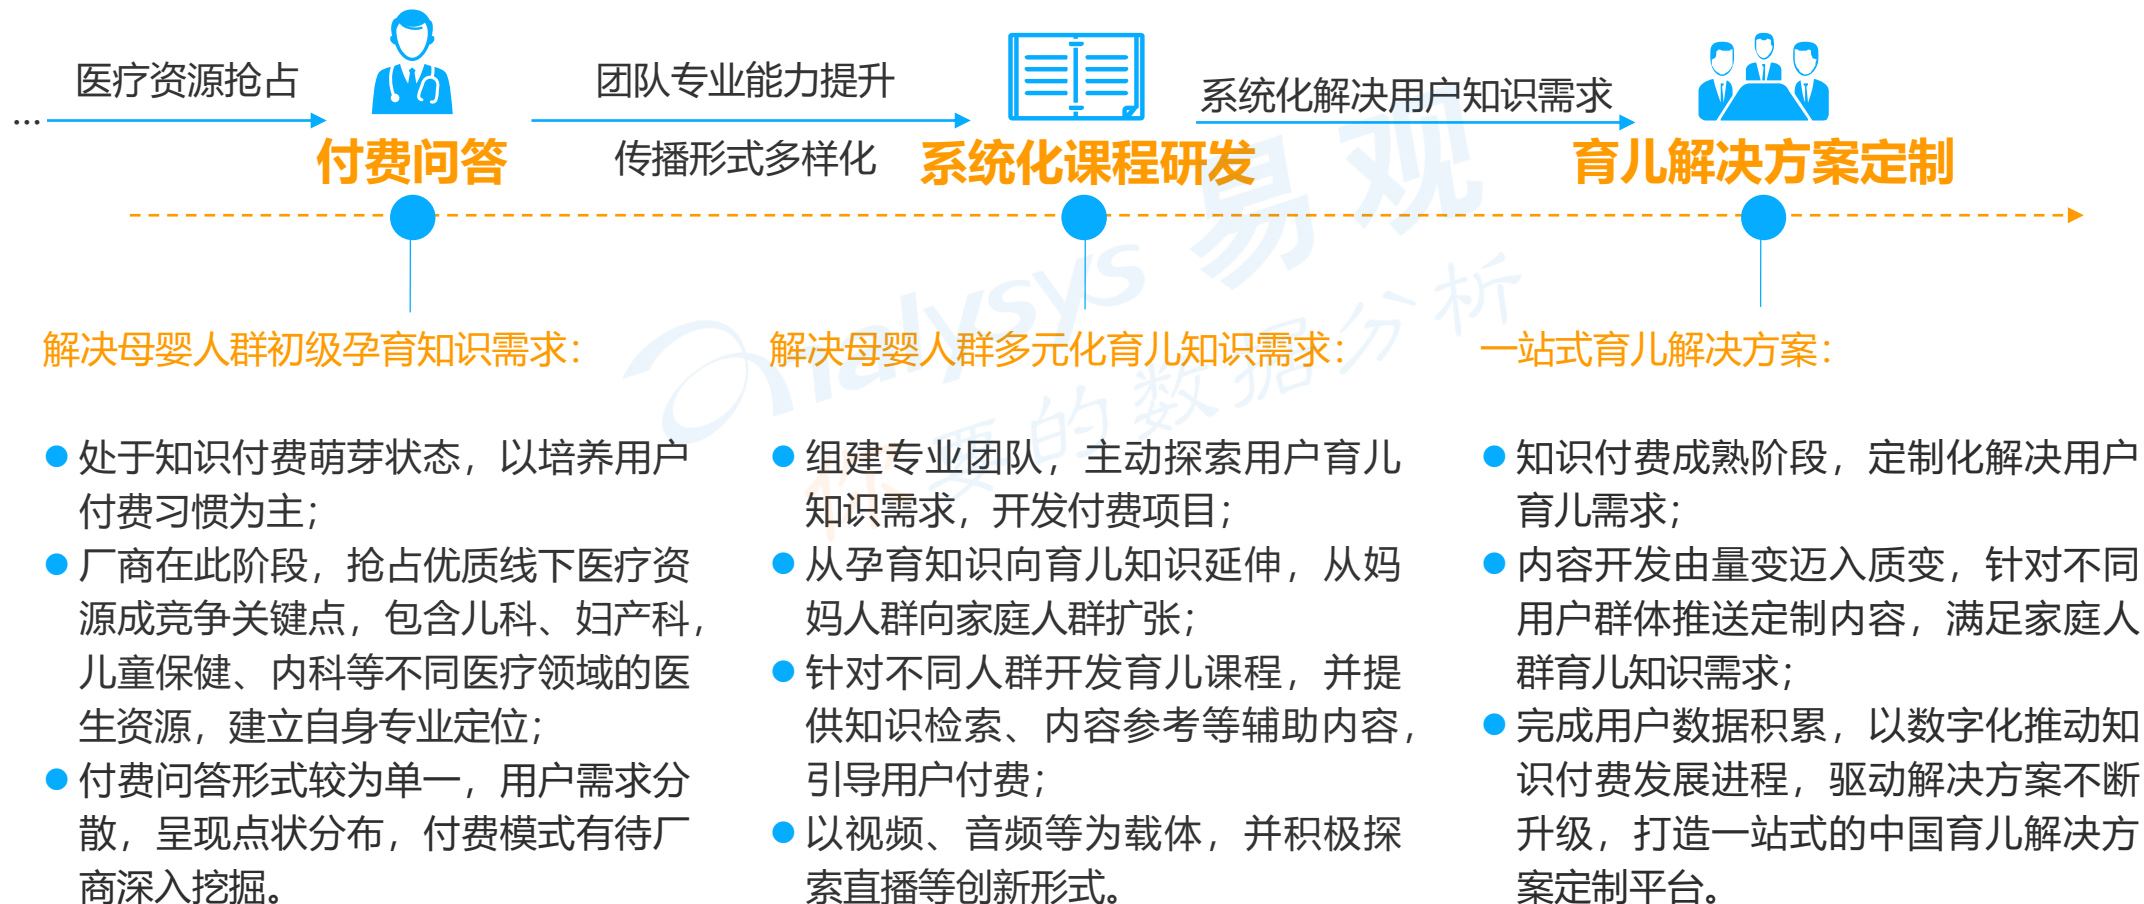 医疗资源抢占
团队专业能力提升
系统化解决用户知识需求
...
传播形式多样化
付费问答
系统化课程研发
育儿解决方案定制
解决母婴人群初级孕育知识需求：
处于知识付费萌芽状态，以培养用户
付费习惯为主；
厂商在此阶段，抢占优质线下医疗资
源成竞争关键点，包含儿科、妇产科，
儿童保健、内科等不同医疗领域的医
生资源，建立自身专业定位；
付费问答形式较为单一，用户需求分
散，呈现点状分布，付费模式有待厂
商深入挖掘。
解决母婴人群多元化育儿知识需求：
组建专业团队，主动探索用户育儿
知识需求，开发付费项目；
从孕育知识向育儿知识延伸，从妈
妈人群向家庭人群扩张；
针对不同人群开发育儿课程，并提
供知识检索、内容参考等辅助内容，
引导用户付费；
以视频、音频等为载体，并积极探
索直播等创新形式。
一站式育儿解决方案：
知识付费成熟阶段，定制化解决用户
育儿需求；
内容开发由量变迈入质变，针对不同
用户群体推送定制内容，满足家庭人
群育儿知识需求；
完成用户数据积累，以数字化推动知
识付费发展进程，驱动解决方案不断
升级，打造一站式的中国育儿解决方
案定制平台。
nalysys 易观
你要的数据分析